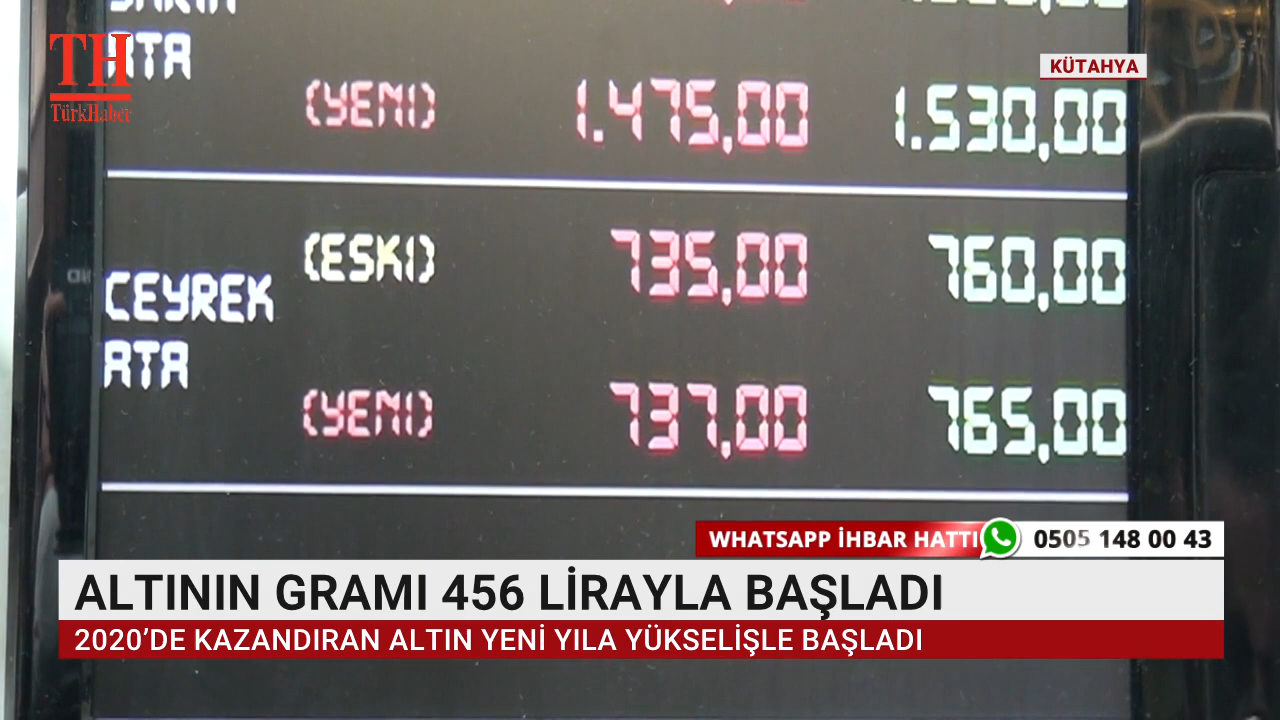 ATA
TH
TürkHaber
KÜTAHYA
(YENI) 1.475,00 1.530,00
(ESKI) 735,00 760,00
CEYREK
ATA
(YENI) 737,00 765,00
WHATSAPP İHBAR HATTI 0505 148 00 43
ALTININ GRAMI 456 LİRAYLA BAŞLADI
2020’DE KAZANDIRAN ALTIN YENİ YILA YÜKSELİŞLE BAŞLADI